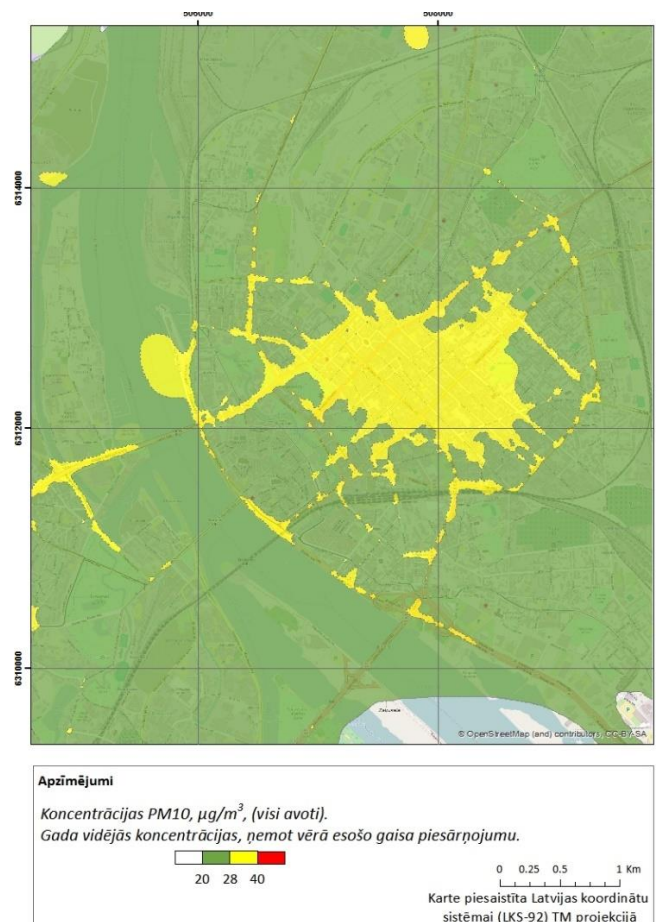 506000 508000
6314000
6312000
6310000
© OpenStreetMap (and) contributors, CC-BY-SA
Apzīmējumi
Koncentrācijas PM10, µg/m³, (visi avoti).
Gada vidējās koncentrācijas, ņemot vērā esošo gaisa piesārņojumu.
20 28 40
0 0.25 0.5 1 Km
Karte piesaistīta Latvijas koordinātu
sistēmai (LKS-92) TM projekcijā